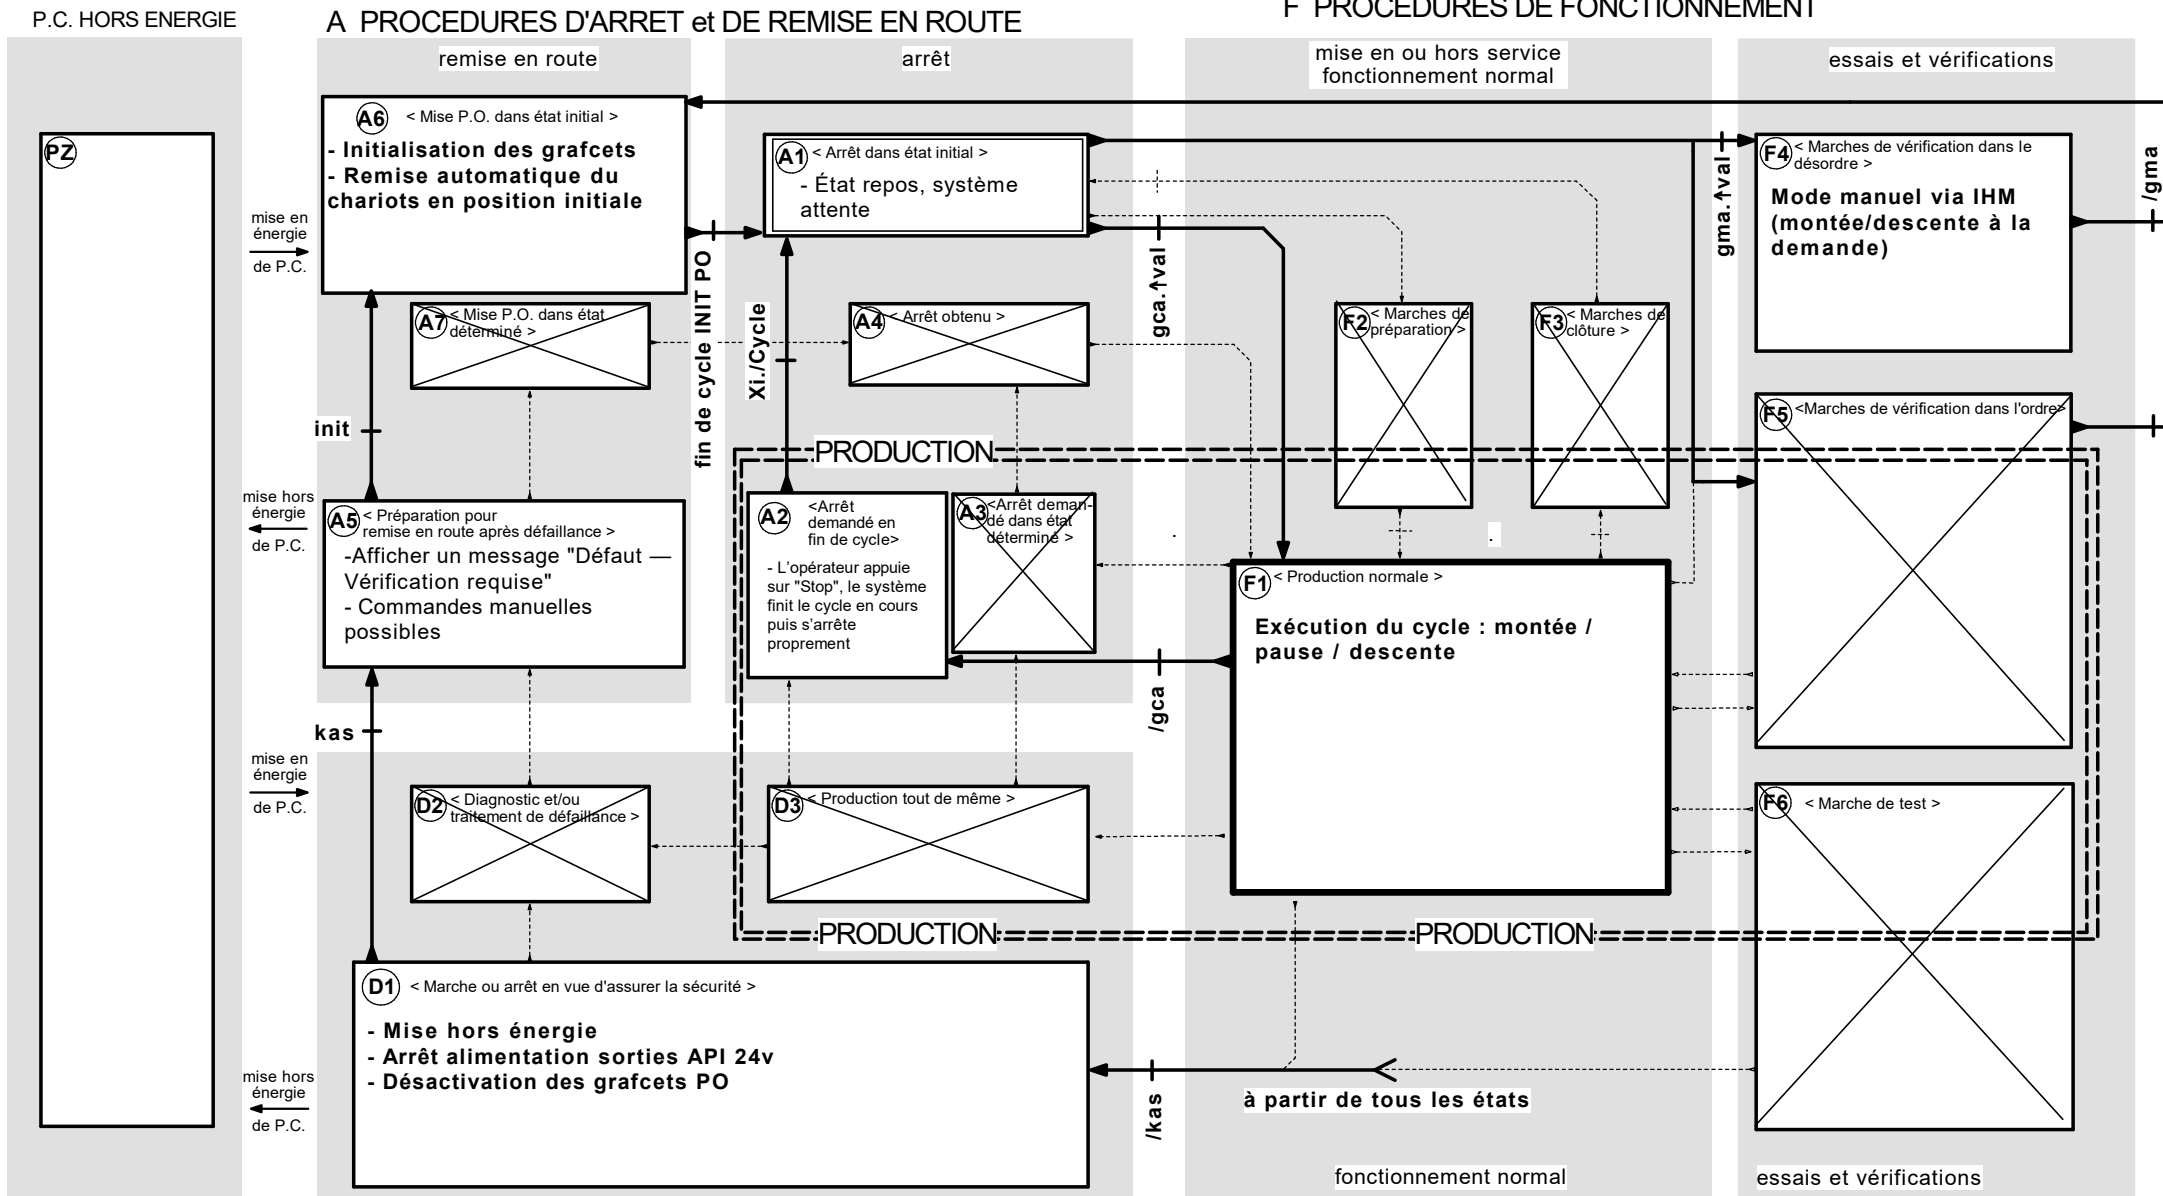 P.C. HORS ENERGIE
A PROCEDURES D'ARRET et DE REMISE EN ROUTE
F PROCEDURES DE FONCTIONNEMENT
remise en route
arrêt
mise en ou hors service
fonctionnement normal
essais et vérifications
PZ
mise en
énergie
de P.C.
mise hors
énergie
de P.C.
mise en
énergie
de P.C.
mise hors
énergie
de P.C.
A6 < Mise P.O. dans état initial >
- Initialisation des grafcets
- Remise automatique du
chariots en position initiale
fin de cycle INIT PO
A7 < Mise P.O. dans état
déterminé >
init
A5 < Préparation pour
remise en route après défaillance >
-Afficher un message "Défaut —
Vérification requise"
- Commandes manuelles
possibles
kas
A1 < Arrêt dans état initial >
- État repos, système
attente
Xi./Cycle
A4 < Arrêt obtenu >
gca.↑val
gma.↑val
/gma
PRODUCTION
A2 <Arrêt
demandé en
fin de cycle>
- L'opérateur appuie
sur "Stop", le système
finit le cycle en cours
puis s'arrête
proprement
A3 <Arrêt deman-
dé dans état
déterminé >
/gca
F2 < Marches de
préparation >
F3 < Marches de
clôture >
F4 < Marches de vérification dans le
désordre >
Mode manuel via IHM
(montée/descente à la
demande)
F5 <Marches de vérification dans l'ordre>
F1 < Production normale >
Exécution du cycle : montée /
pause / descente
D2 < Diagnostic et/ou
traitement de défaillance >
D3 < Production tout de même >
F6 < Marche de test >
PRODUCTION
PRODUCTION
D1 < Marche ou arrêt en vue d'assurer la sécurité >
- Mise hors énergie
- Arrêt alimentation sorties API 24v
- Désactivation des grafcets PO
/kas
à partir de tous les états
fonctionnement normal
essais et vérifications